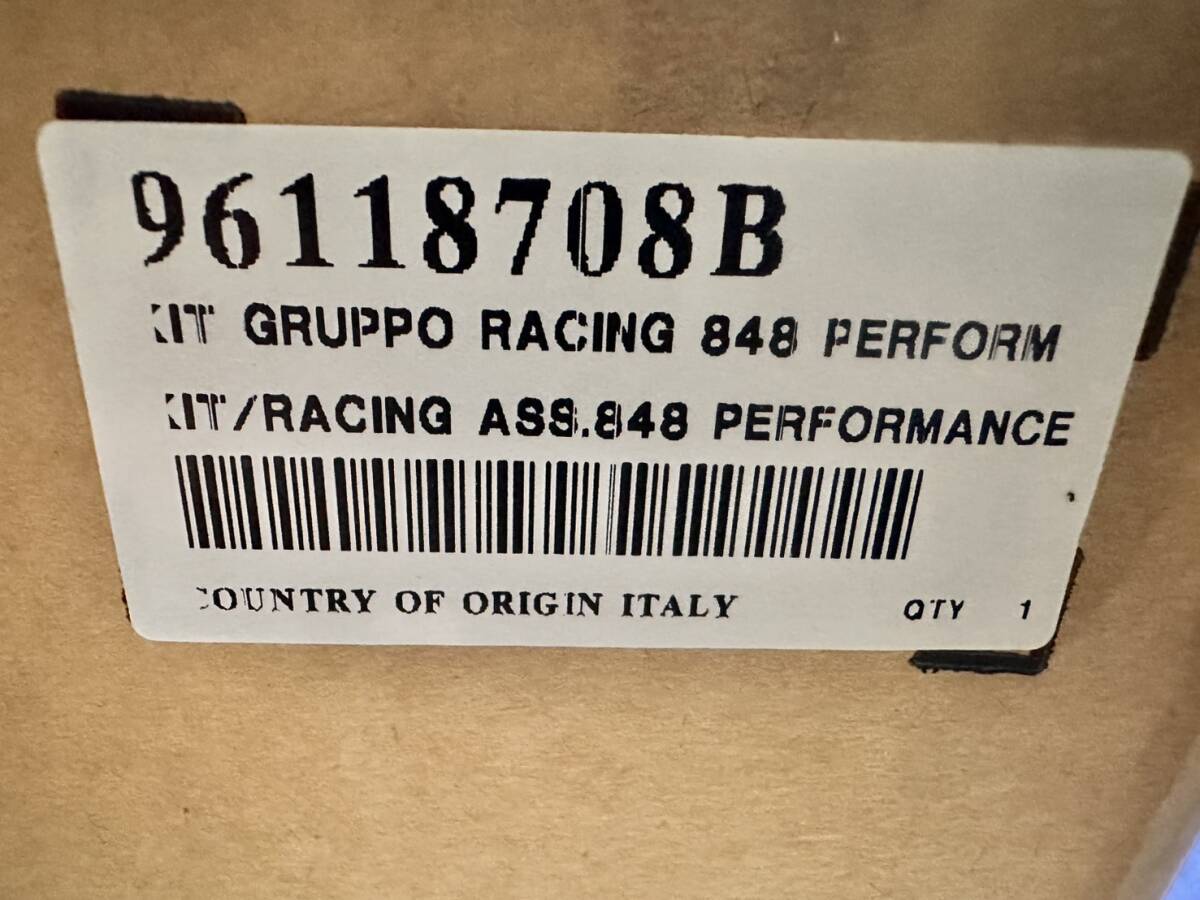 96118708B
KIT GRUPPO RACING 848 PERFORM
KIT/RACING ASS.848 PERFORMANCE
COUNTRY OF ORIGIN ITALY QTY 1